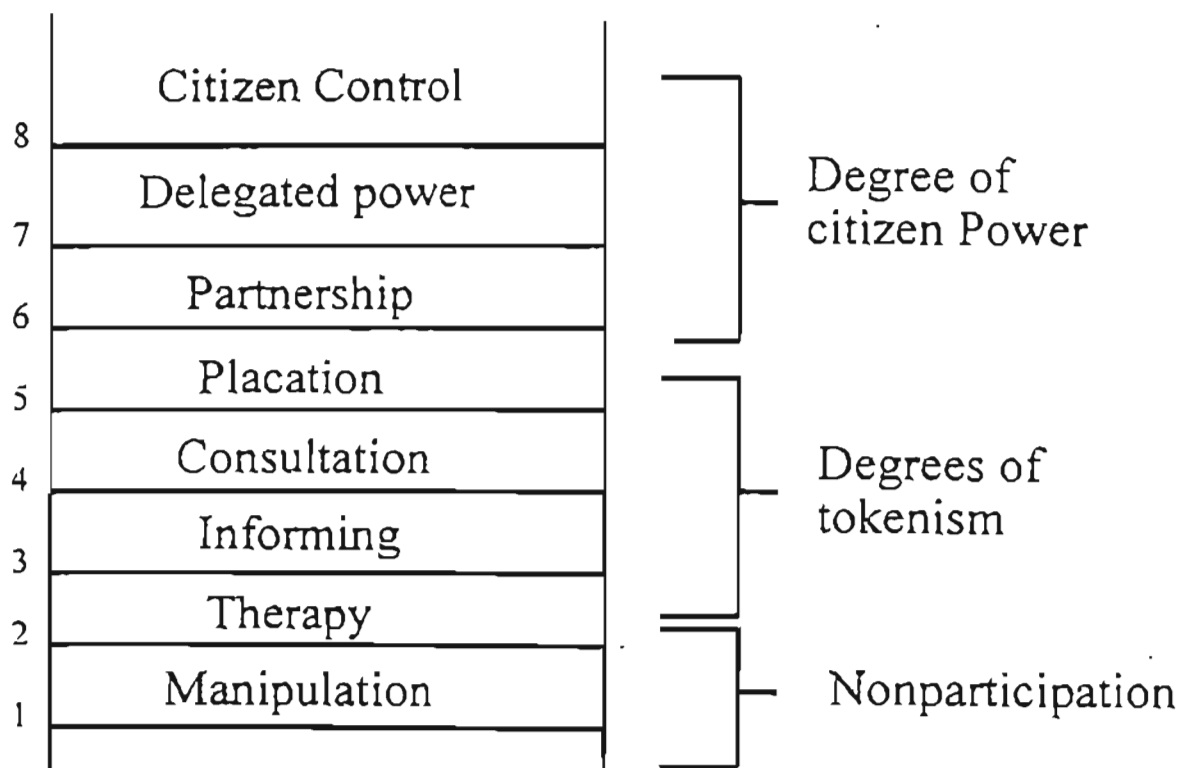 Citizen Control
8
Delegated power
7
Partnership
6
Placation
5
Consultation
4
Informing
3
Therapy
2
Manipulation
1
Degree of
citizen Power
Degrees of
tokenism
Nonparticipation